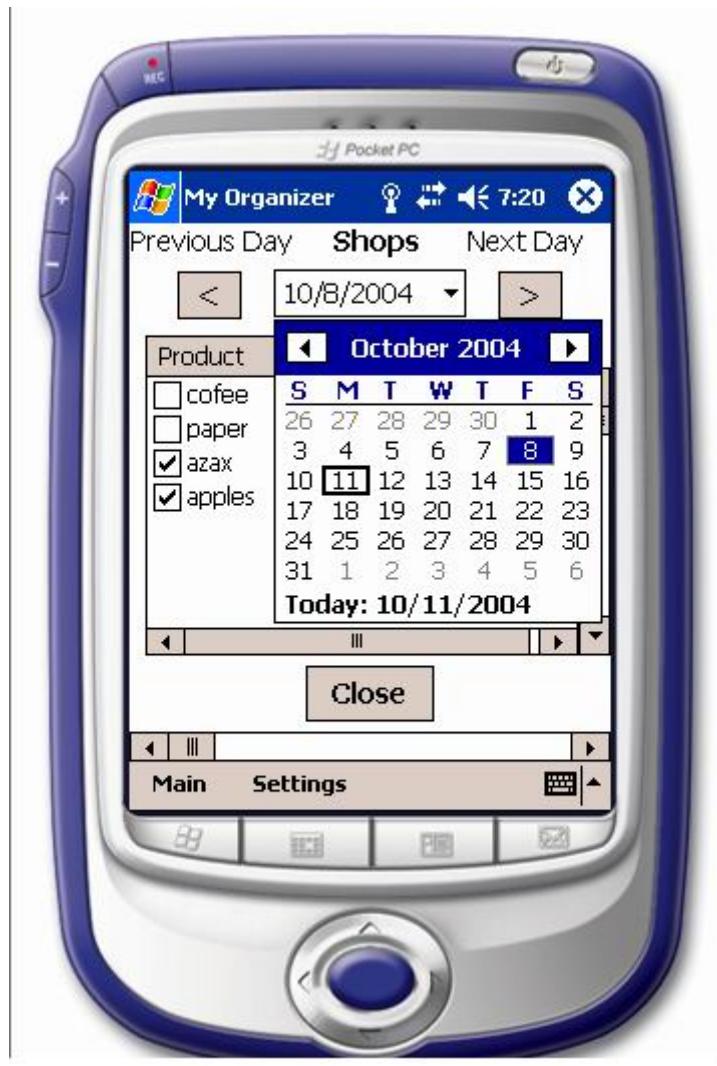 REC
Pocket PC
My Organizer 7:20
Previous Day Shops Next Day
< 10/8/2004 >
Product
cofee
paper
azax
apples
October 2004
S M T W T F S
26 27 28 29 30 1 2
3 4 5 6 7 8 9
10 11 12 13 14 15 16
17 18 19 20 21 22 23
24 25 26 27 28 29 30
31 1 2 3 4 5 6
Today: 10/11/2004
Close
Main Settings